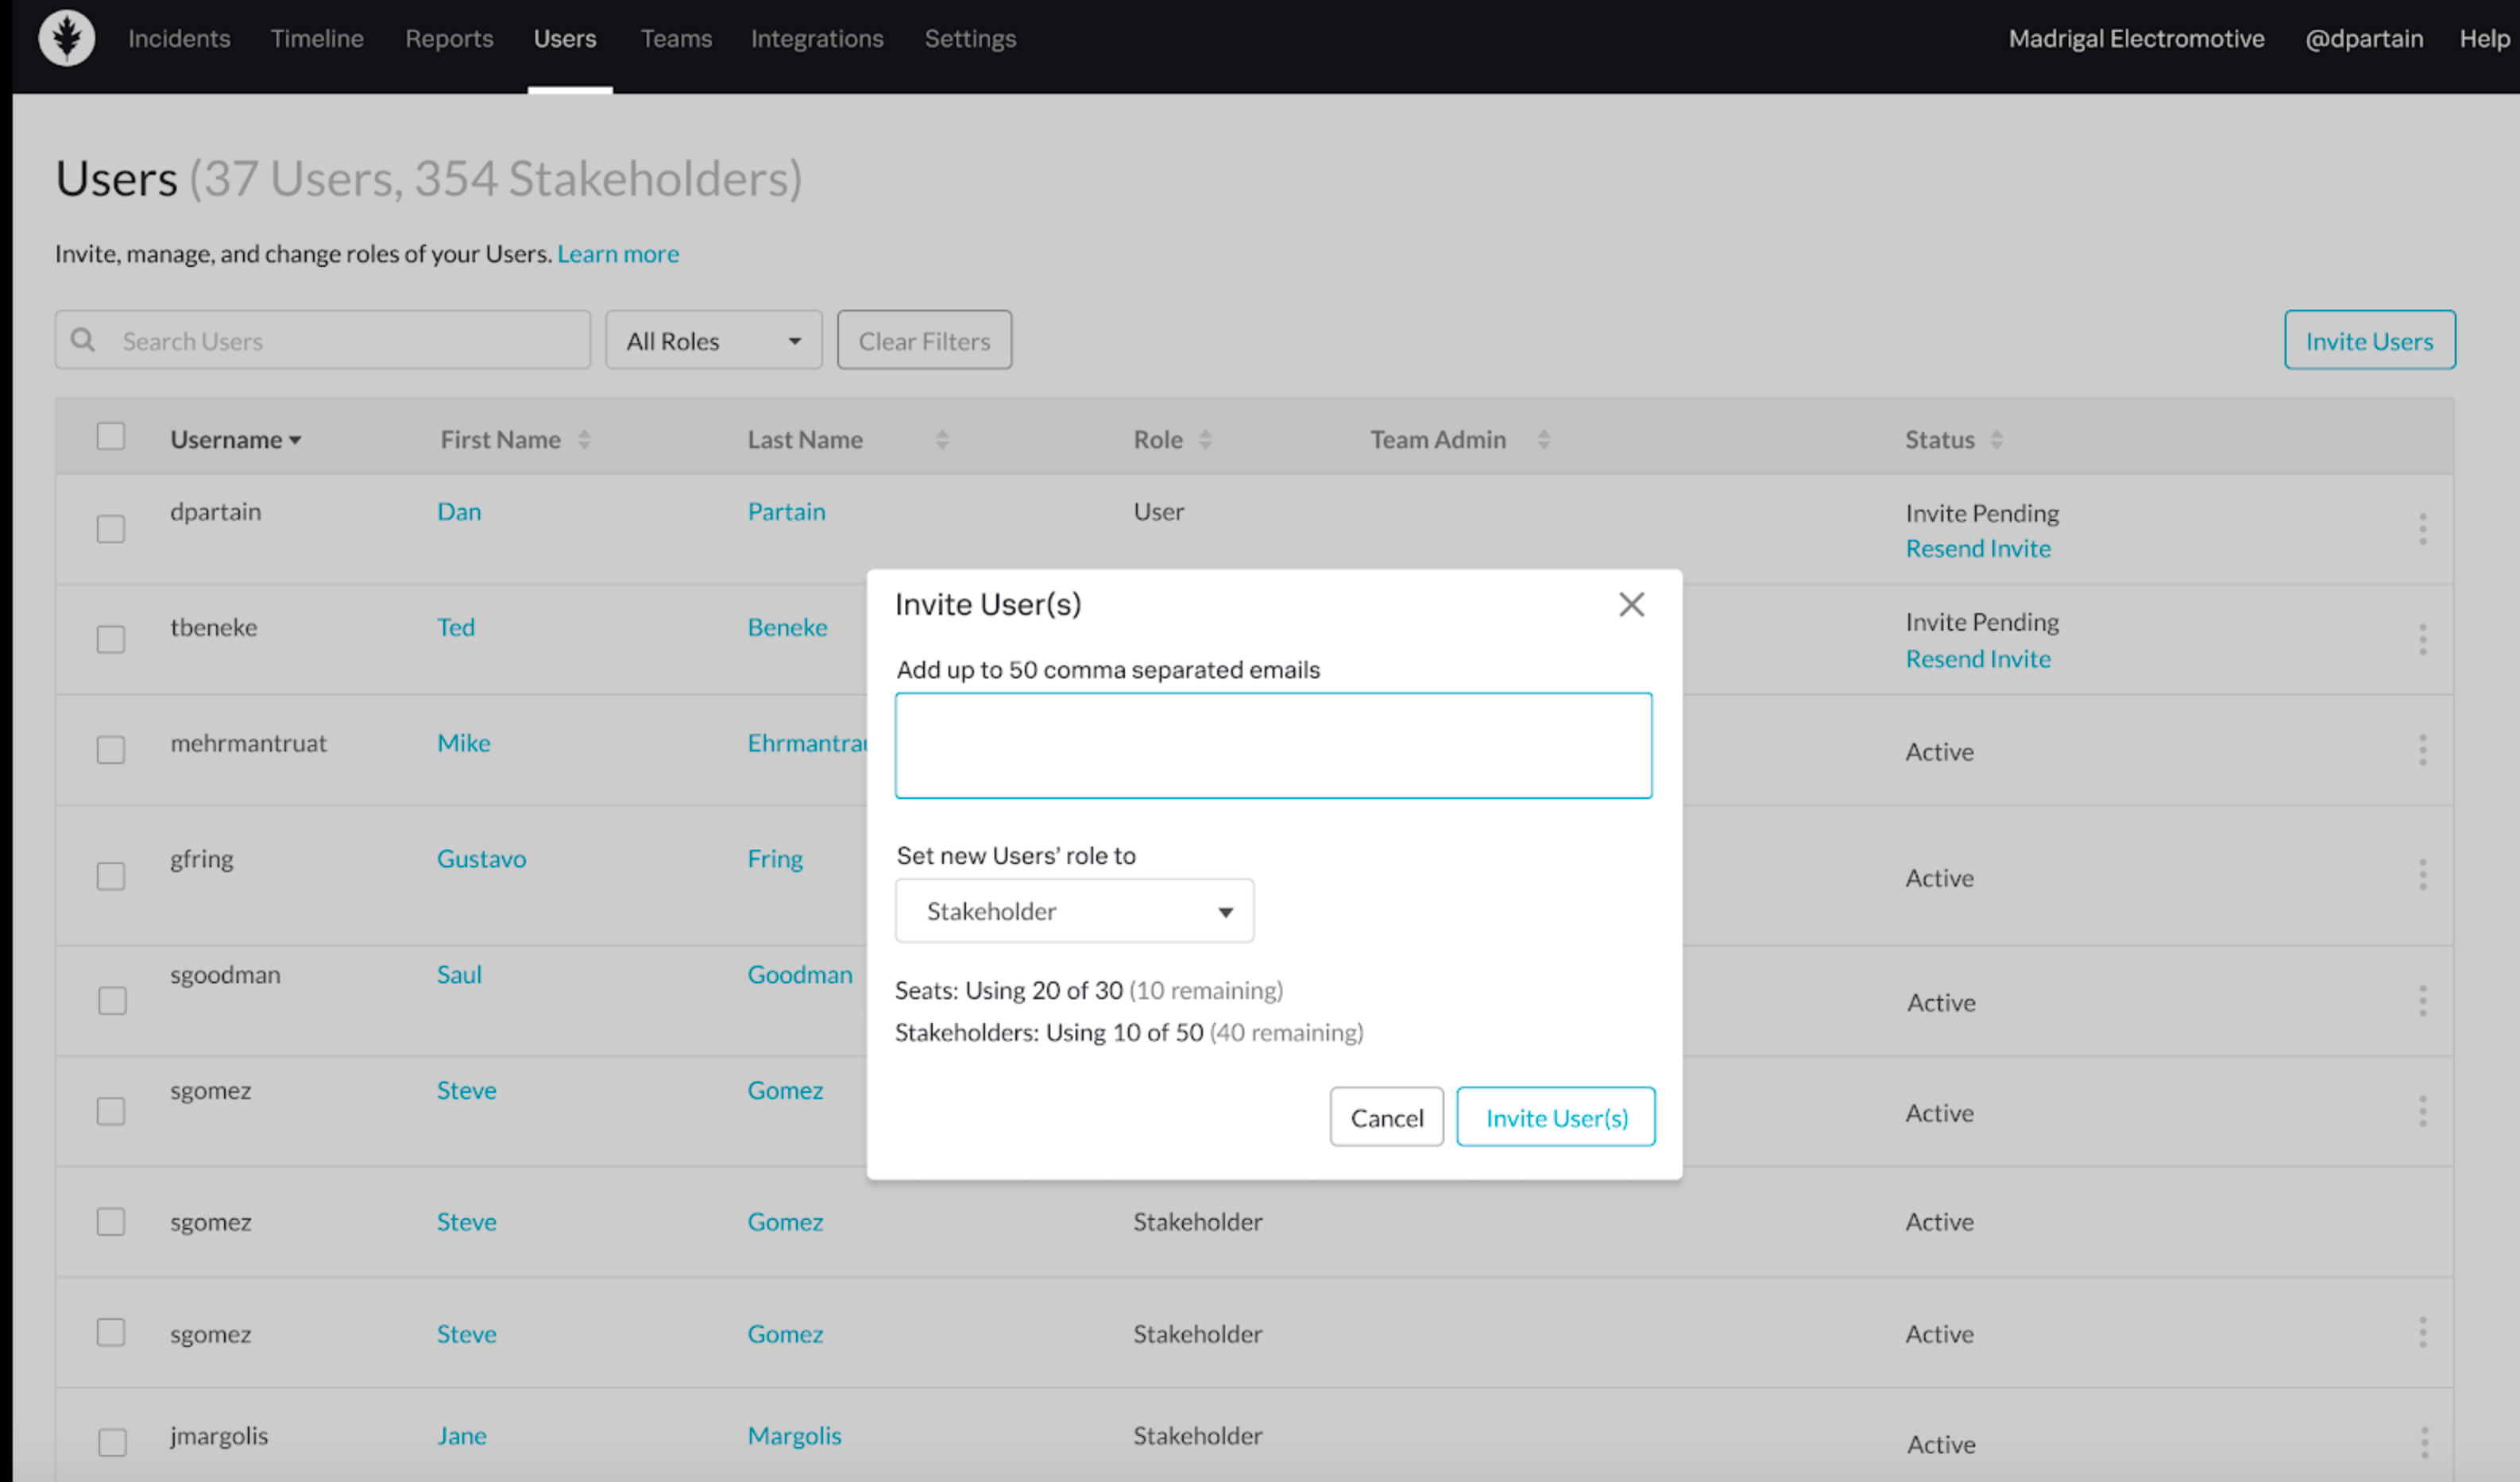 Incidents Timeline Reports Users Teams Integrations Settings Madrigal Electromotive @dpartain Help
Users (37 Users, 354 Stakeholders)
Invite, manage, and change roles of your Users. Learn more
Search Users All Roles Clear Filters Invite Users
Username First Name Last Name Role Team Admin Status
dpartain Dan Partain User Invite Pending
Resend Invite
tbeneke Ted Beneke Invite Pending
Resend Invite
mehrmantruat Mike Active
gfring Gustavo Fring Active
sgoodman Saul Goodman Active
sgomez Steve Gomez Active
sgomez Steve Gomez Stakeholder Active
sgomez Steve Gomez Stakeholder Active
jmargolis Jane Margolis Stakeholder Active
Invite User(s)
Add up to 50 comma separated emails
Set new Users’ role to
Stakeholder
Seats: Using 20 of 30 (10 remaining)
Stakeholders: Using 10 of 50 (40 remaining)
Cancel Invite User(s)